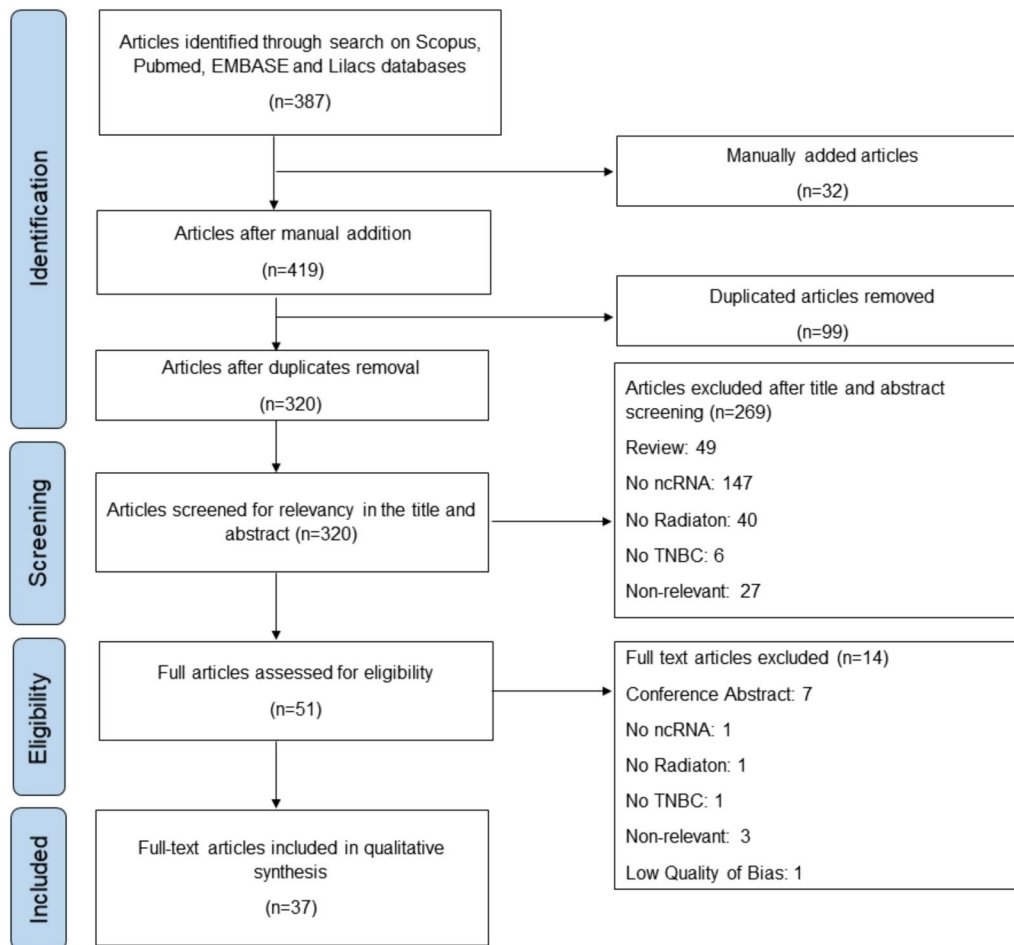 Identification
Articles identified through search on Scopus,
Pubmed, EMBASE and Lilacs databases
(n=387)
Manually added articles
(n=32)
Articles after manual addition
(n=419)
Duplicated articles removed
(n=99)
Articles after duplicates removal
(n=320)
Articles excluded after title and abstract
screening (n=269)
Review: 49
No ncRNA: 147
No Radiaton: 40
No TNBC: 6
Non-relevant: 27
Screening
Articles screened for relevancy in the title and
abstract (n=320)
Eligibility
Full articles assessed for eligibility
(n=51)
Full text articles excluded (n=14)
Conference Abstract: 7
No ncRNA: 1
No Radiaton: 1
No TNBC: 1
Non-relevant: 3
Low Quality of Bias: 1
Included
Full-text articles included in qualitative
synthesis
(n=37)